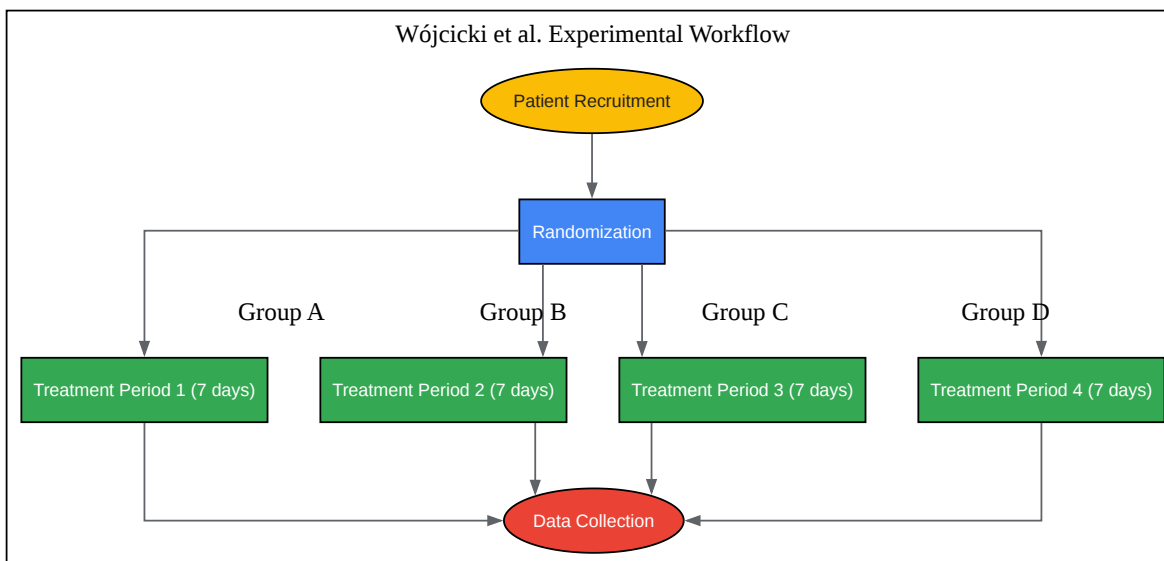 Wójcicki et al. Experimental Workflow
Patient Recruitment
Randomization
Group A
Group B
Group C
Group D
Treatment Period 1 (7 days)
Treatment Period 2 (7 days)
Treatment Period 3 (7 days)
Treatment Period 4 (7 days)
Data Collection